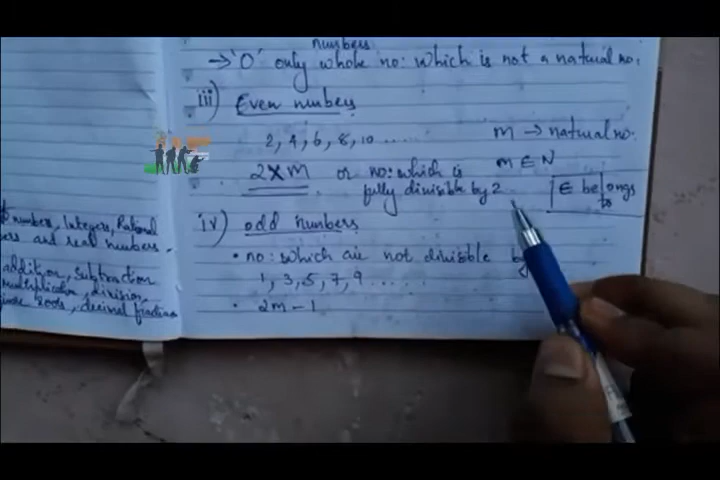 numbers
→ '0' only whole no: which is not a natural no.
iii) Even numbers
2, 4, 6, 8, 10 .....
m → natural no.
2 x m or no: which is fully divisible by 2
m ∈ N
∈ belongs to
iv) odd numbers
• no: which are not divisible by
1, 3, 5, 7, 9 .....
• 2m - 1
numbers, Integers, Rational
and real numbers.
addition, subtraction
multiplication, division,
roots, decimal fraction